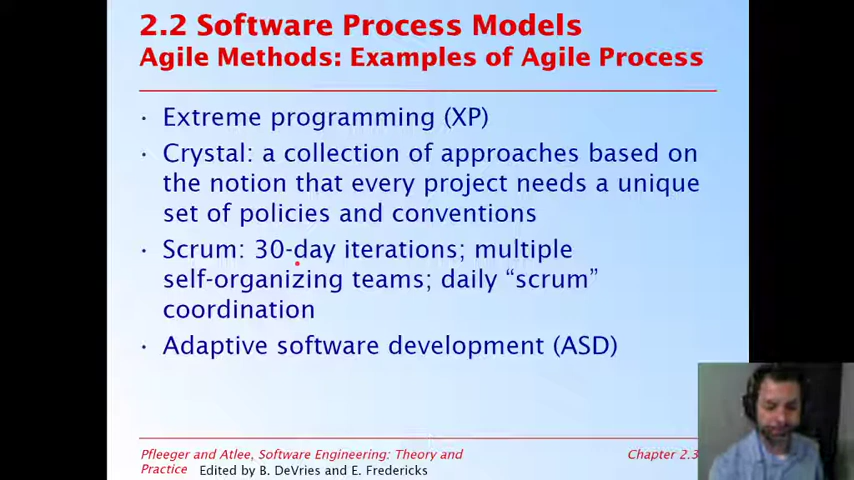 2.2 Software Process Models
Agile Methods: Examples of Agile Process
· Extreme programming (XP)
· Crystal: a collection of approaches based on
the notion that every project needs a unique
set of policies and conventions
· Scrum: 30-day iterations; multiple
self-organizing teams; daily “scrum”
coordination
· Adaptive software development (ASD)
Pfleeger and Atlee, Software Engineering: Theory and
Practice Edited by B. DeVries and E. Fredericks
Chapter 2.3